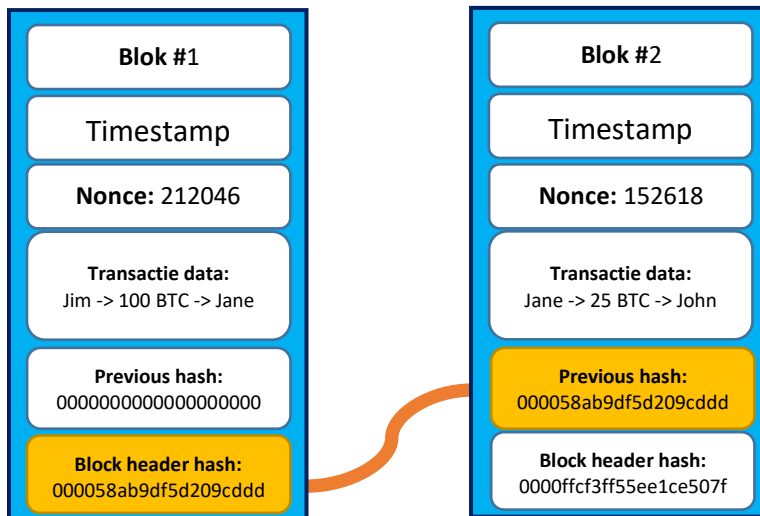 Blok #1
Timestamp
Nonce: 212046
Transactie data:
Jim -> 100 BTC -> Jane
Previous hash:
0000000000000000000
Block header hash:
000058ab9df5d209cddd
Blok #2
Timestamp
Nonce: 152618
Transactie data:
Jane -> 25 BTC -> John
Previous hash:
000058ab9df5d209cddd
Block header hash:
0000ffcf3ff55ee1ce507f